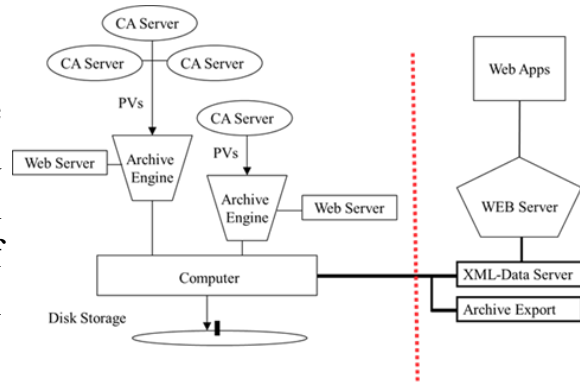 CA Server
CA Server
CA Server
PVs
CA Server
PVs
Web Server
Archive
Engine
Archive
Engine
Web Server
Computer
Disk Storage
Web Apps
WEB Server
XML-Data Server
Archive Export